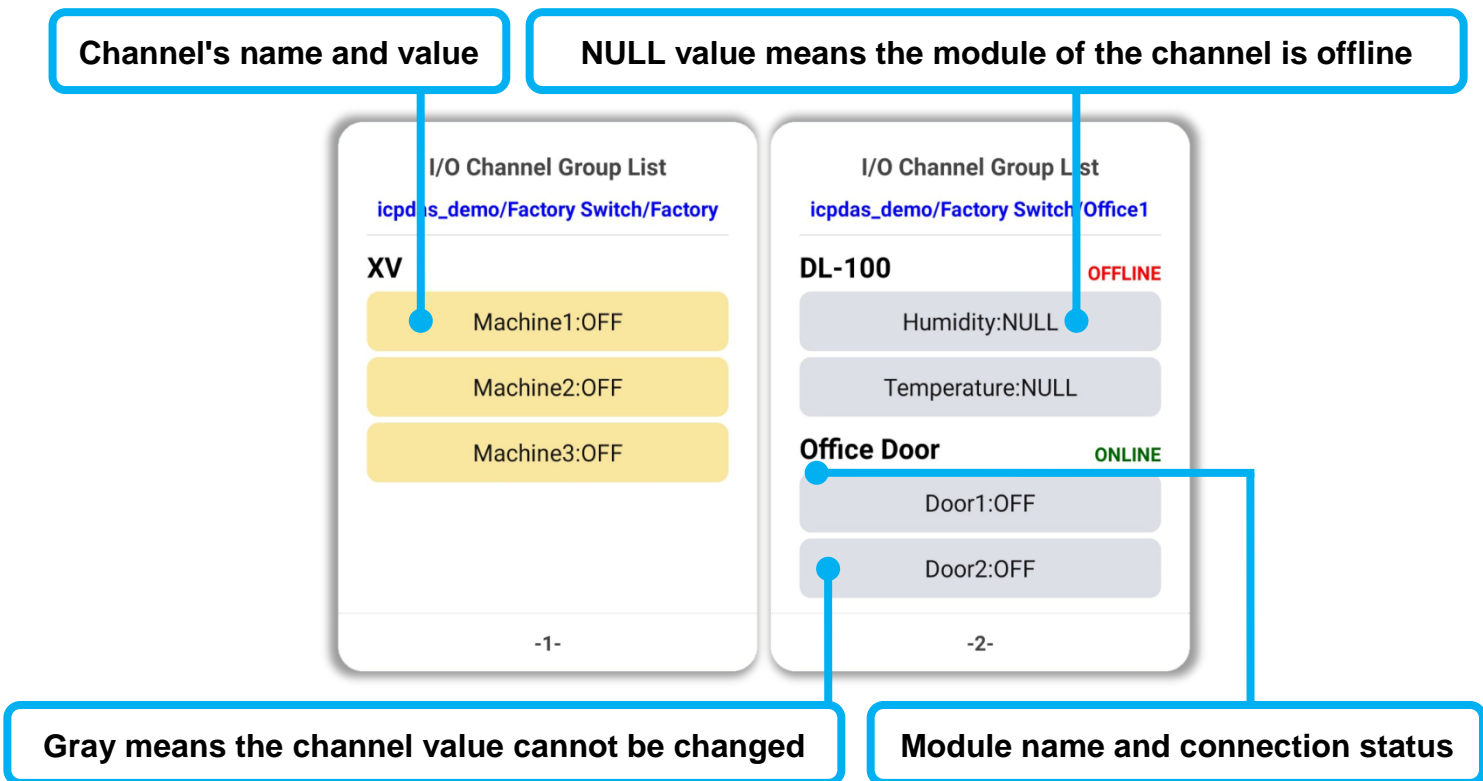 Channel's name and value
NULL value means the module of the channel is offline
I/O Channel Group List
icpdas_demo/Factory Switch/Factory
XV
Machine1:OFF
Machine2:OFF
Machine3:OFF
-1-
I/O Channel Group List
icpdas_demo/Factory Switch/Office1
DL-100
OFFLINE
Humidity:NULL
Temperature:NULL
Office Door
ONLINE
Door1:OFF
Door2:OFF
-2-
Gray means the channel value cannot be changed
Module name and connection status